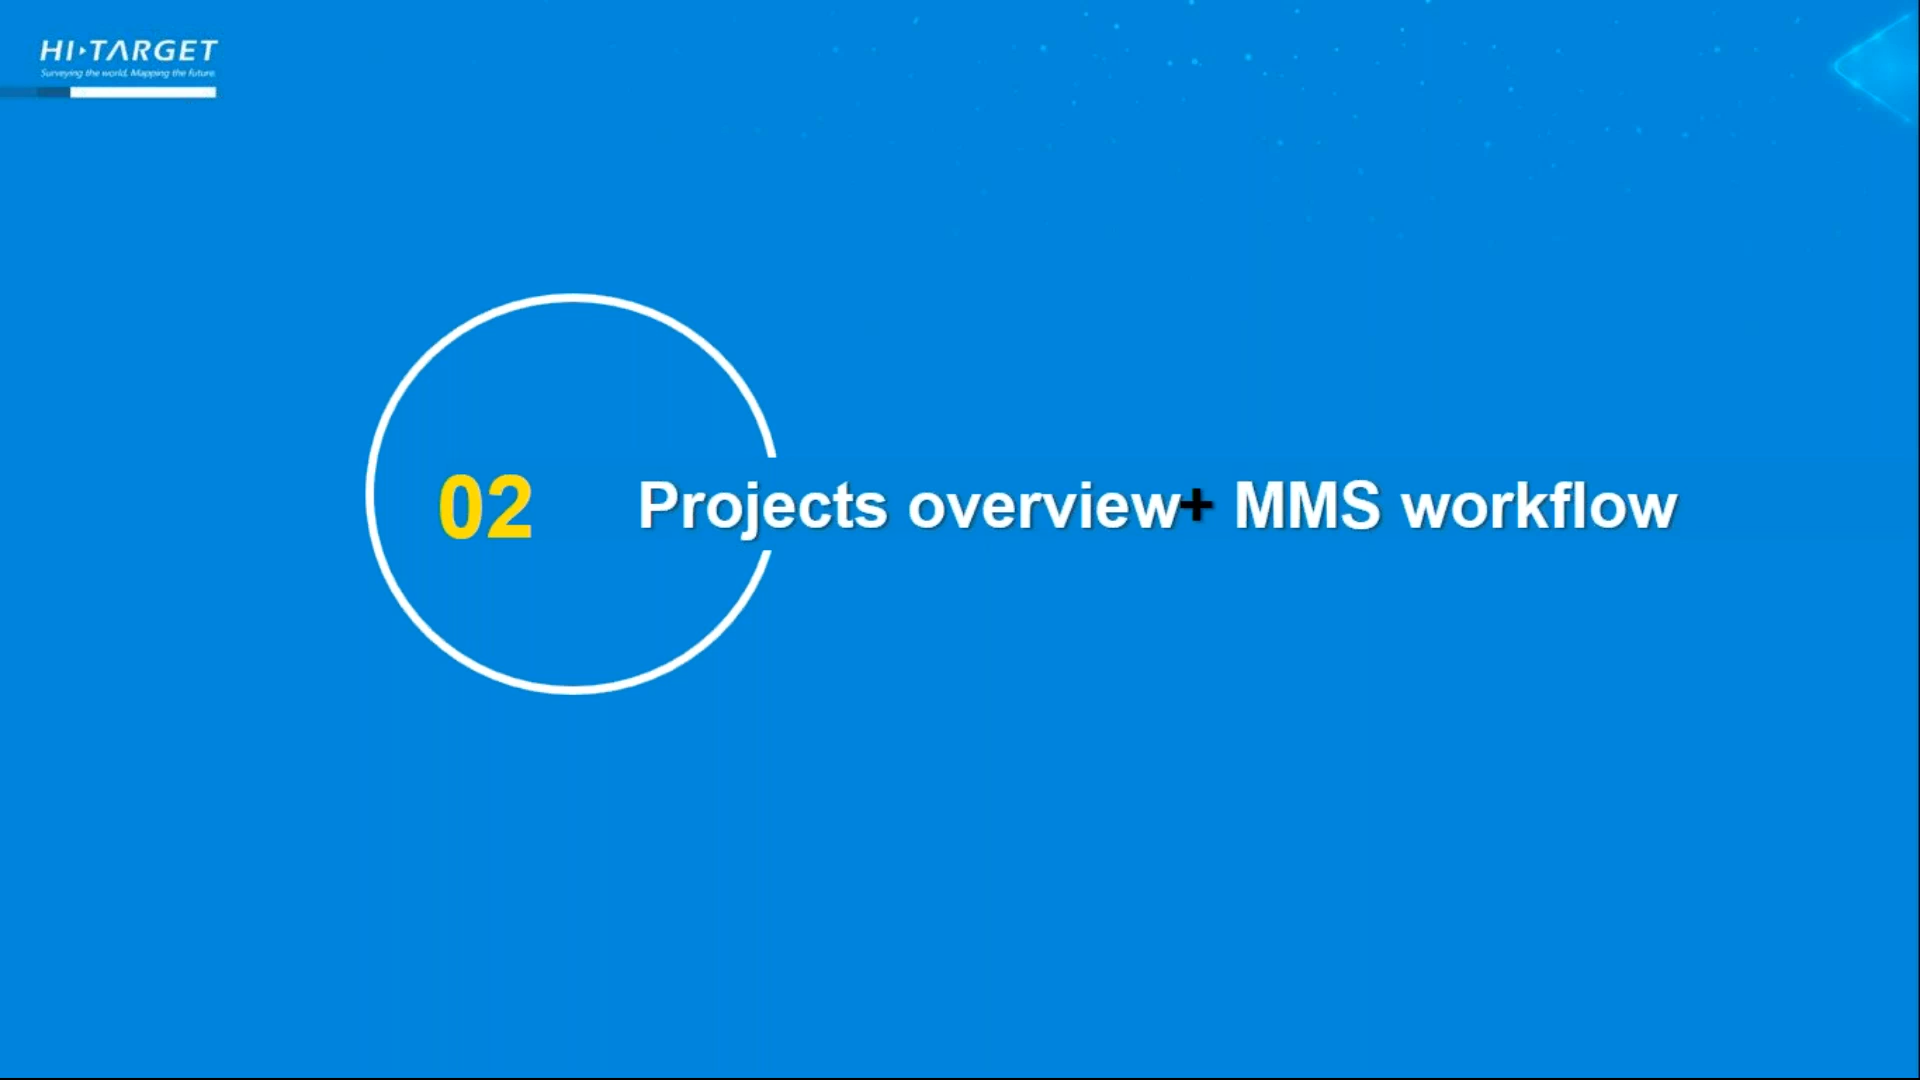 HI-TARGET
Surveying the world, Mapping the future.
02
Projects overview+ MMS workflow